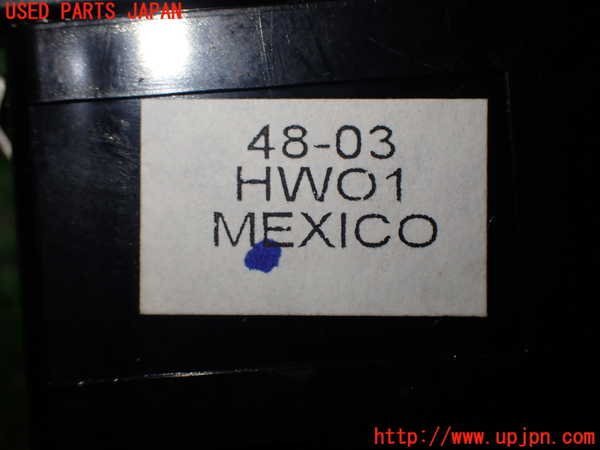 USED PARTS JAPAN
48-03
HW01
MEXICO
http://www.upjpn.com